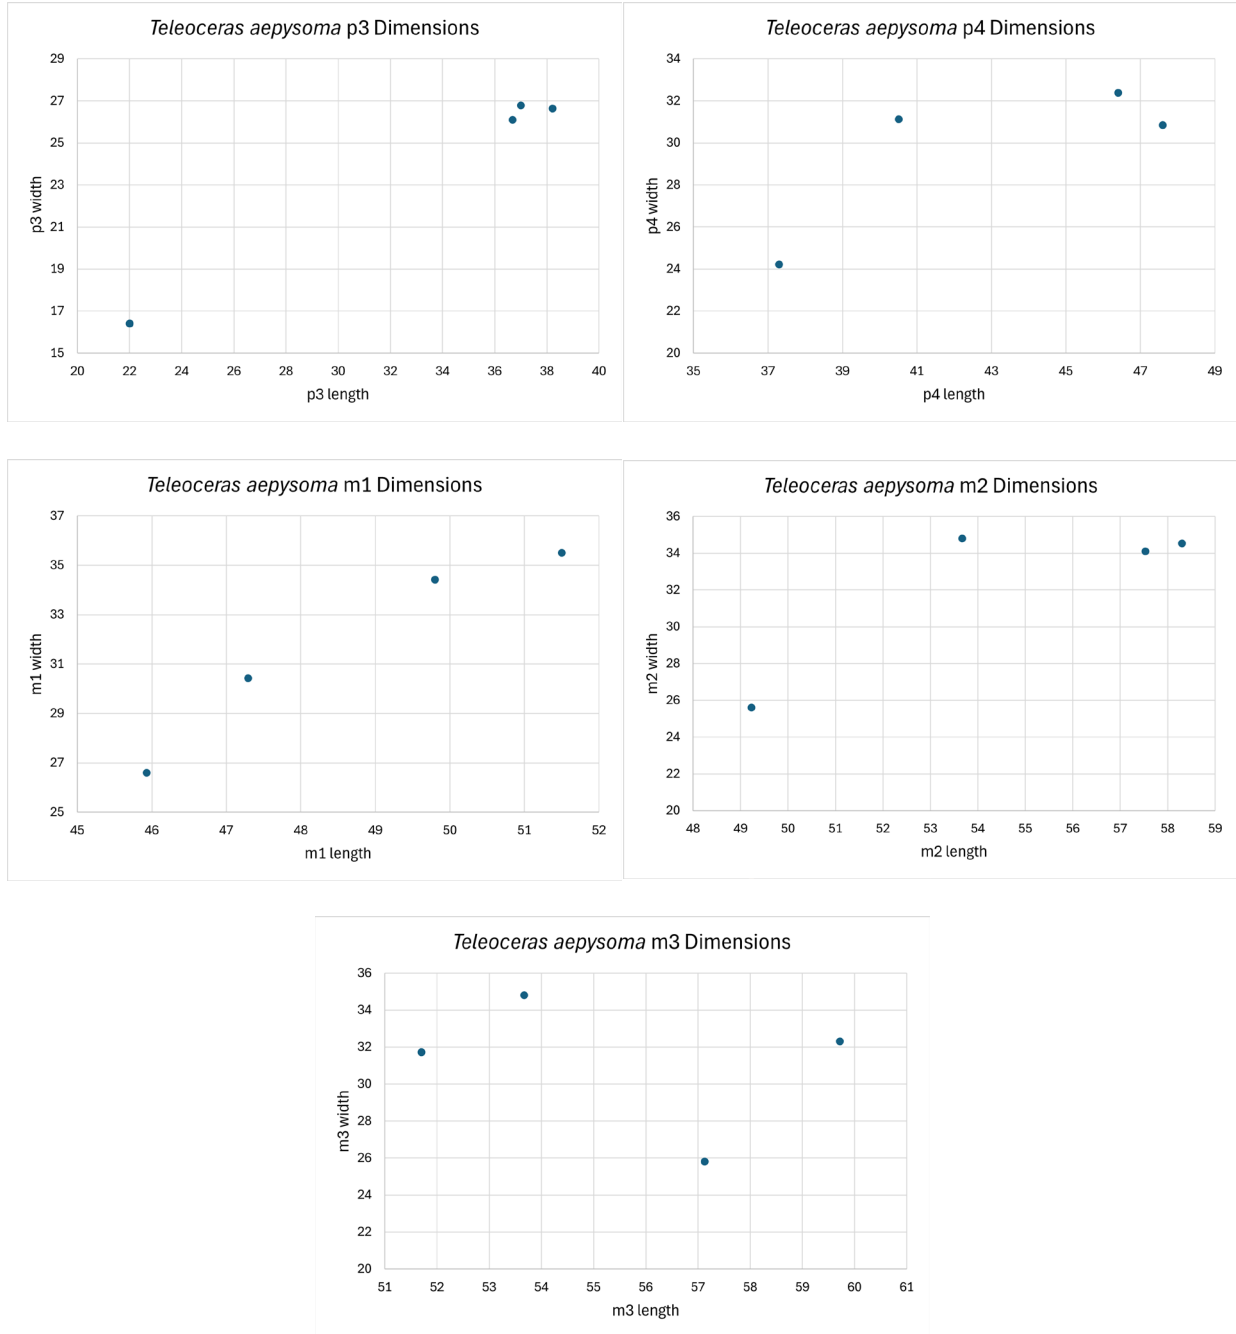 Teleoceras aepysoma p3 Dimensions
29
27
25
23
21
19
17
15
p3 width
20 22 24 26 28 30 32 34 36 38 40
p3 length
Teleoceras aepysoma p4 Dimensions
34
32
30
28
26
24
22
20
p4 width
35 37 39 41 43 45 47 49
p4 length
Teleoceras aepysoma m1 Dimensions
37
35
33
31
29
27
25
m1 width
45 46 47 48 49 50 51 52
m1 length
Teleoceras aepysoma m2 Dimensions
36
34
32
30
28
26
24
22
20
m2 width
48 49 50 51 52 53 54 55 56 57 58 59
m2 length
Teleoceras aepysoma m3 Dimensions
36
34
32
30
28
26
24
22
20
m3 width
51 52 53 54 55 56 57 58 59 60 61
m3 length